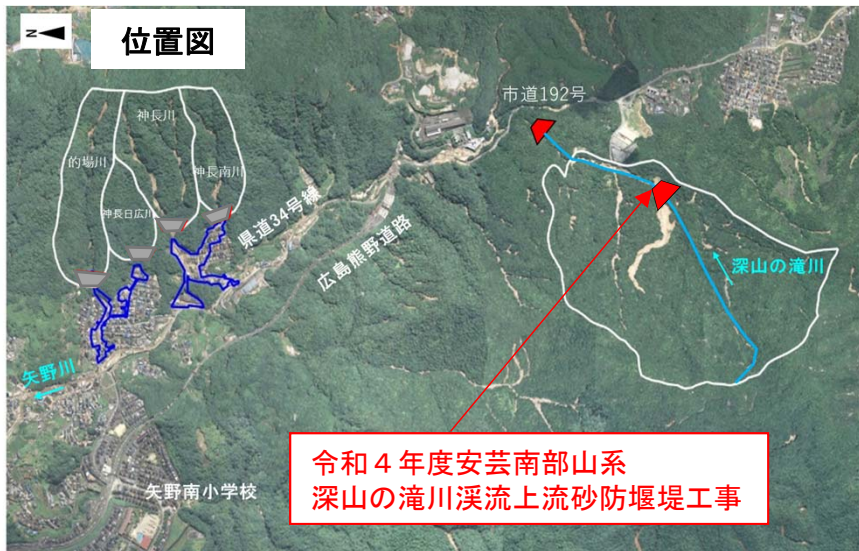 N
位置図
市道192号
神長川
的場川
神長南川
神長日広川
県道34号線
広島熊野道路
深山の滝川
矢野川
矢野南小学校
令和４年度安芸南部山系
深山の滝川渓流上流砂防堰堤工事